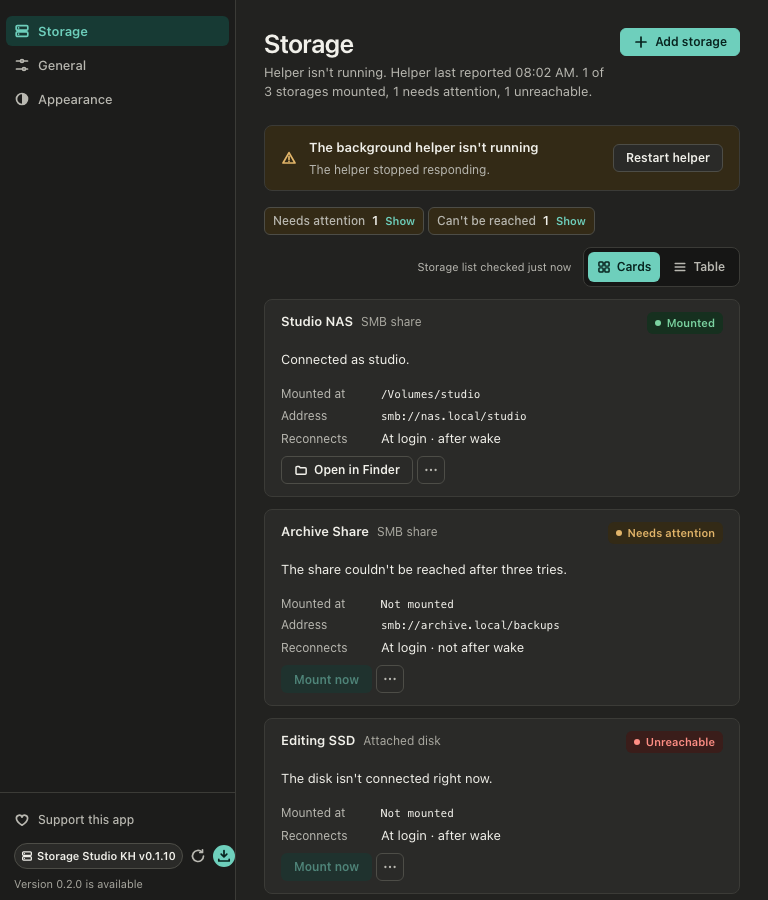 Storage
General
Appearance
Storage
Add storage
Helper isn't running. Helper last reported 08:02 AM. 1 of
3 storages mounted, 1 needs attention, 1 unreachable.
The background helper isn't running
The helper stopped responding.
Restart helper
Needs attention 1 Show
Can't be reached 1 Show
Storage list checked just now
Cards
Table
Studio NAS SMB share
Mounted
Connected as studio.
Mounted at /Volumes/studio
Address smb://nas.local/studio
Reconnects At login · after wake
Open in Finder
Archive Share SMB share
Needs attention
The share couldn't be reached after three tries.
Mounted at Not mounted
Address smb://archive.local/backups
Reconnects At login · not after wake
Mount now
Editing SSD Attached disk
Unreachable
The disk isn't connected right now.
Mounted at Not mounted
Reconnects At login · after wake
Mount now
Support this app
Storage Studio KH v0.1.10
Version 0.2.0 is available